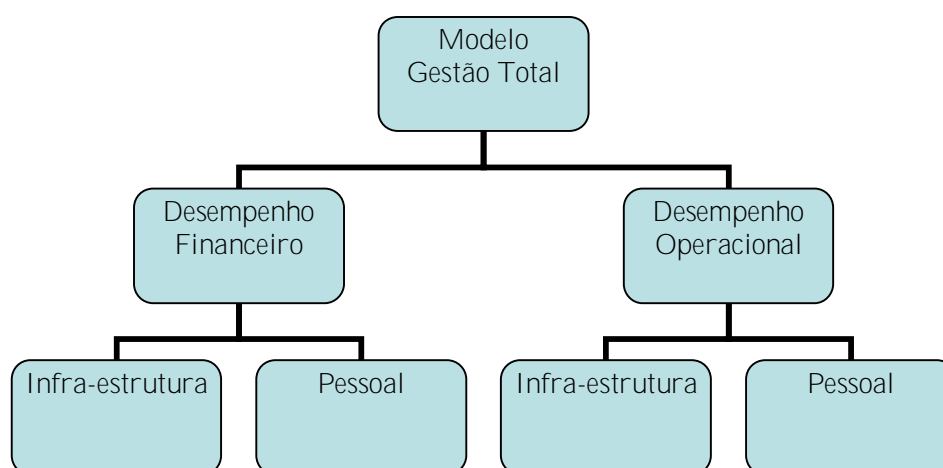 Modelo
Gestão Total
Desempenho
Financeiro
Desempenho
Operacional
Infra-estrutura
Pessoal
Infra-estrutura
Pessoal